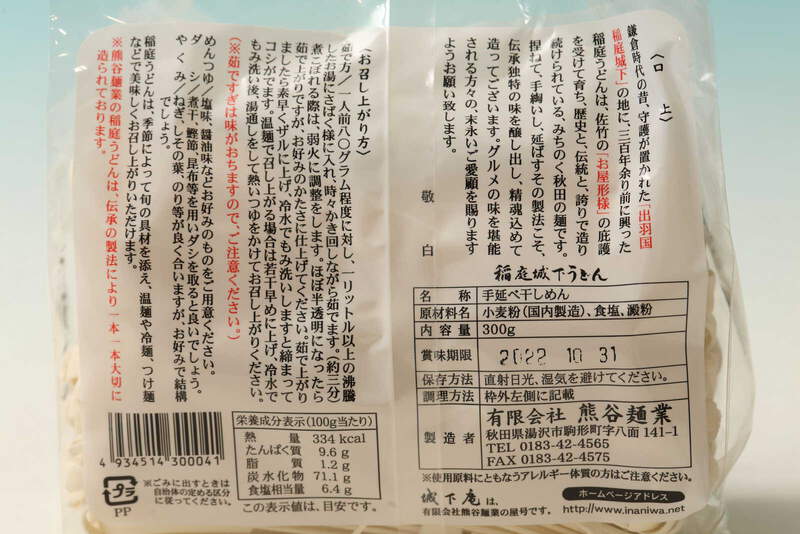 〈口上〉
鎌倉時代の昔、守護が置かれた「出羽国
稲庭城下」の地に、三百年余り前に興った
稲庭うどんは、佐竹の「お屋形様」の庇護
を受けて育ち、歴史と、伝統と、誇りで造り
続けられている、みちのく秋田の麺です。
捏ねて、手綯いし、延ばすその製法こそ、
伝承独特の味を醸し出し、精魂込めて
造ってございます。グルメの味を堪能
される方々の、末永いご愛顧を賜ります
ようお願い致します。
敬白
〈お召し上がり方〉
茹で方／一人前八〇グラム程度に対し、一リットル以上の沸騰
したお湯にさばく様に入れ、時々かき回しながら茹でます。（約三分）
煮こぼれる際は、弱火に調整をします。ほぼ半透明になったら
茹で上がりですが、お好みのかたさに仕上げてください。茹で上がり
ましたら素早くザルに上げ、冷水でもみ洗いしますと締まって
コシがでます。温麺で召し上がる場合は若干早めに上げ、冷水で
もみ洗い後、湯通しをして熱いつゆをかけてお召し上がりください。
（※茹ですぎは味がおちますので、ご注意ください。）
めんつゆ／塩味、醤油味などお好みのものをご用意ください。
ダシ／煮干、鰹節、昆布等を用いダシを取ると良いでしょう。
やくみ／ねぎ、しその葉、のり等が良く合いますが、お好みで結構
でしょう。
稲庭うどんは、季節によって旬の具材を添え、温麺や冷麺、つけ麺
などで美味しくお召し上がりいただけます。
※熊谷麺業の稲庭うどんは、伝承の製法により一本一本大切に
造られております。
稲庭城下うどん
名称 手延べ干しめん
原材料名 小麦粉(国内製造)、食塩、澱粉
内容量 300g
賞味期限 2022 10 31
保存方法 直射日光、湿気を避けてください。
調理方法 枠外左側に記載
製造者 有限会社 熊谷麺業
秋田県湯沢市駒形町字八面 141-1
TEL 0183-42-4565
FAX 0183-42-4575
※使用原料にともなうアレルギー体質の方はご注意ください。
城下庵は、
有限会社熊谷麺業の屋号です。
ホームページアドレス
http://www.inaniwa.net/
栄養成分表示(100g当たり)
熱量 334 kcal
たんぱく質 9.6 g
脂質 1.2 g
炭水化物 71.1 g
食塩相当量 6.4 g
この表示値は、目安です。
4 934514 300041
プラ
PP
※ごみに出すときは
自治体の定める区分
に従ってください。